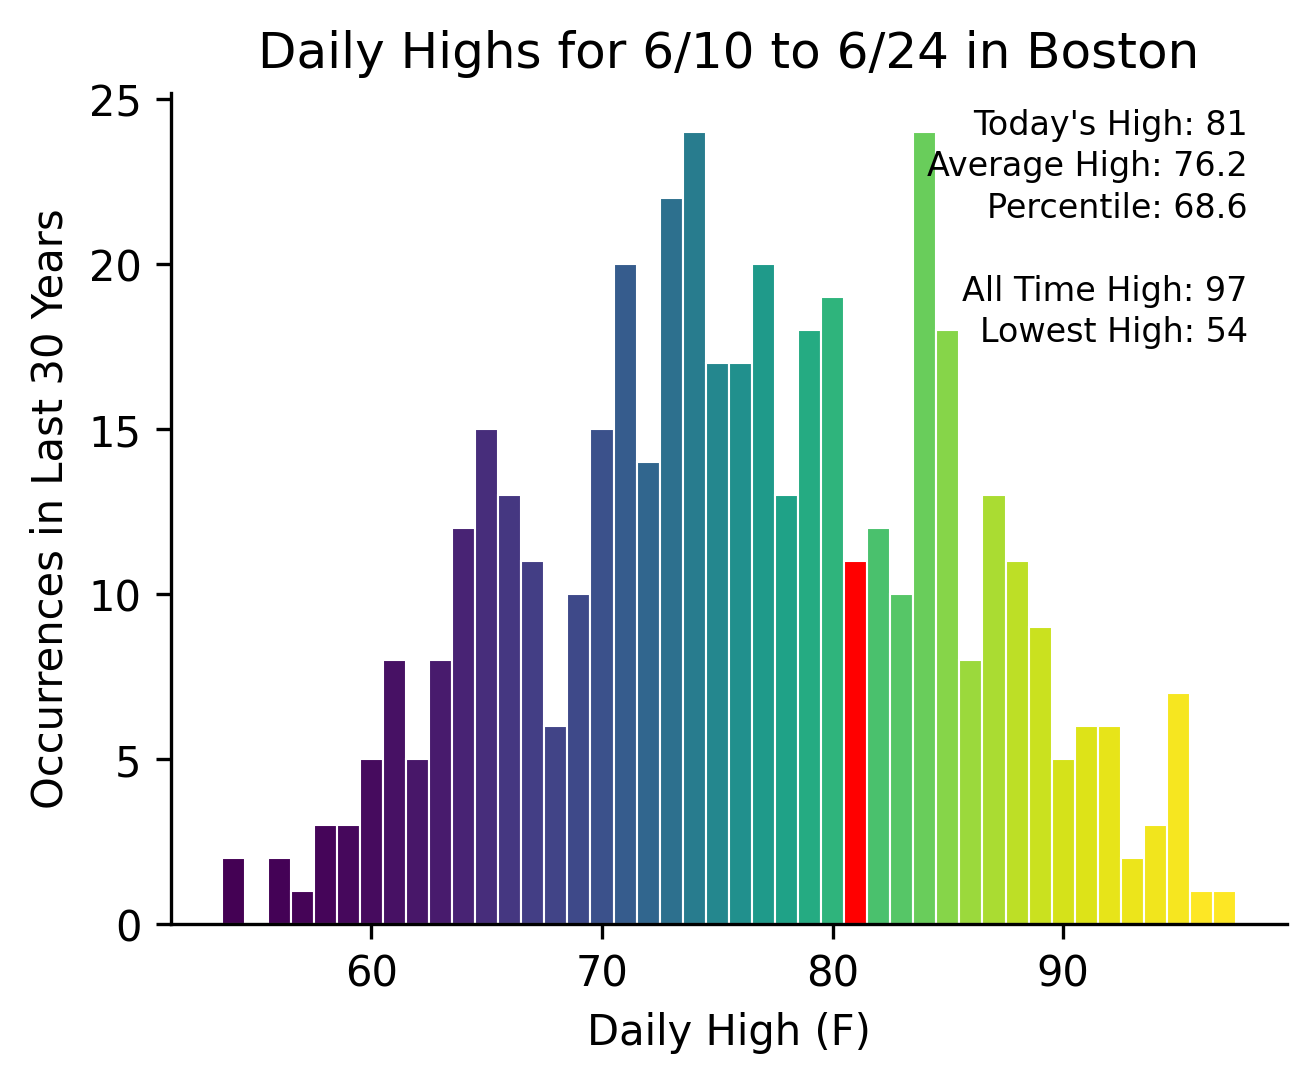 Daily Highs for 6/10 to 6/24 in Boston
Today's High: 81
Average High: 76.2
Percentile: 68.6
All Time High: 97
Lowest High: 54
Occurrences in Last 30 Years
25
20
15
10
5
0
60 70 80 90
Daily High (F)